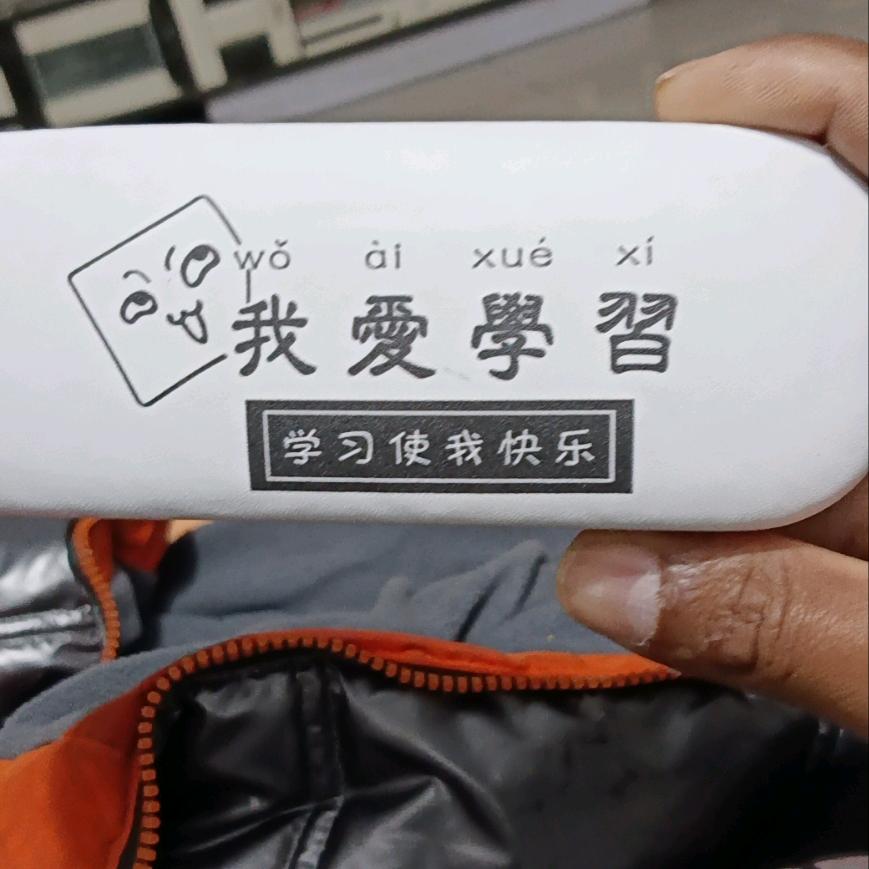 wǒ ài xué xí
我愛學習
学习使我快乐